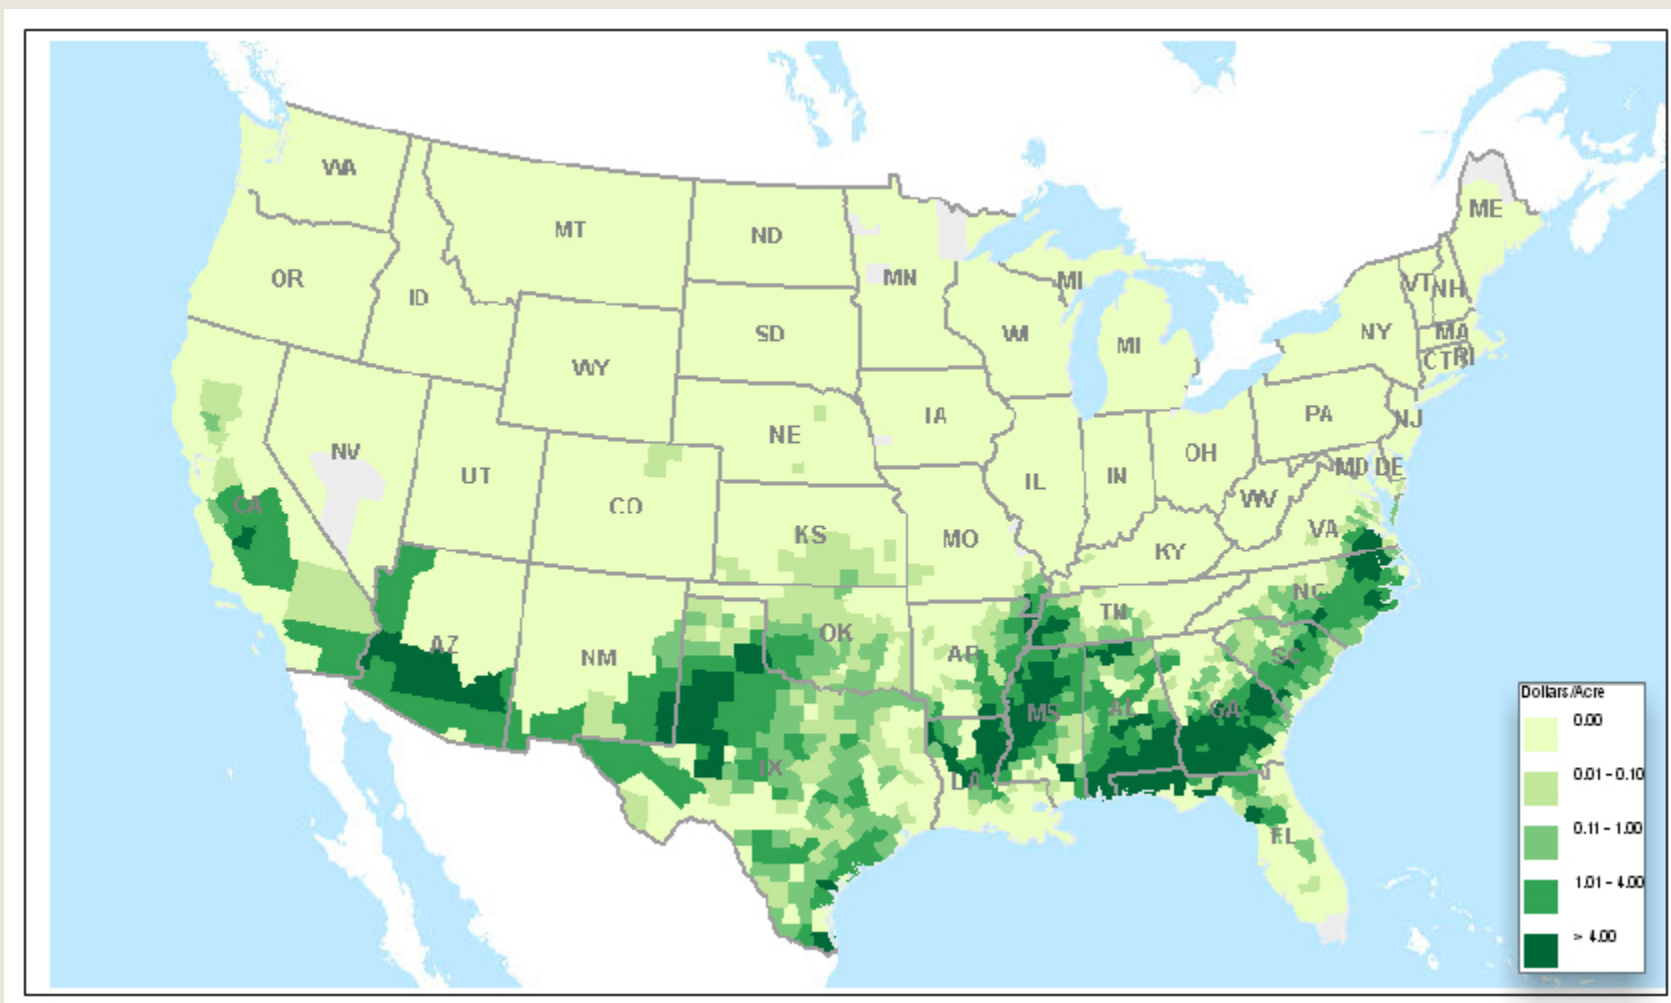 WA
MT
ND
ME
OR
ID
MN
MI
VT
NH
SD
WI
MI
NY
MA
WY
CT
RI
IA
PA
NJ
NE
NV
UT
IL
IN
OH
MD
DE
CA
CO
WV
KS
MO
VA
KY
NC
TN
OK
AZ
NM
AR
SC
MS
AL
GA
TX
LA
FL
Dollars/Acre
0.00
0.01 - 0.10
0.11 - 1.00
1.01 - 4.00
> 4.00